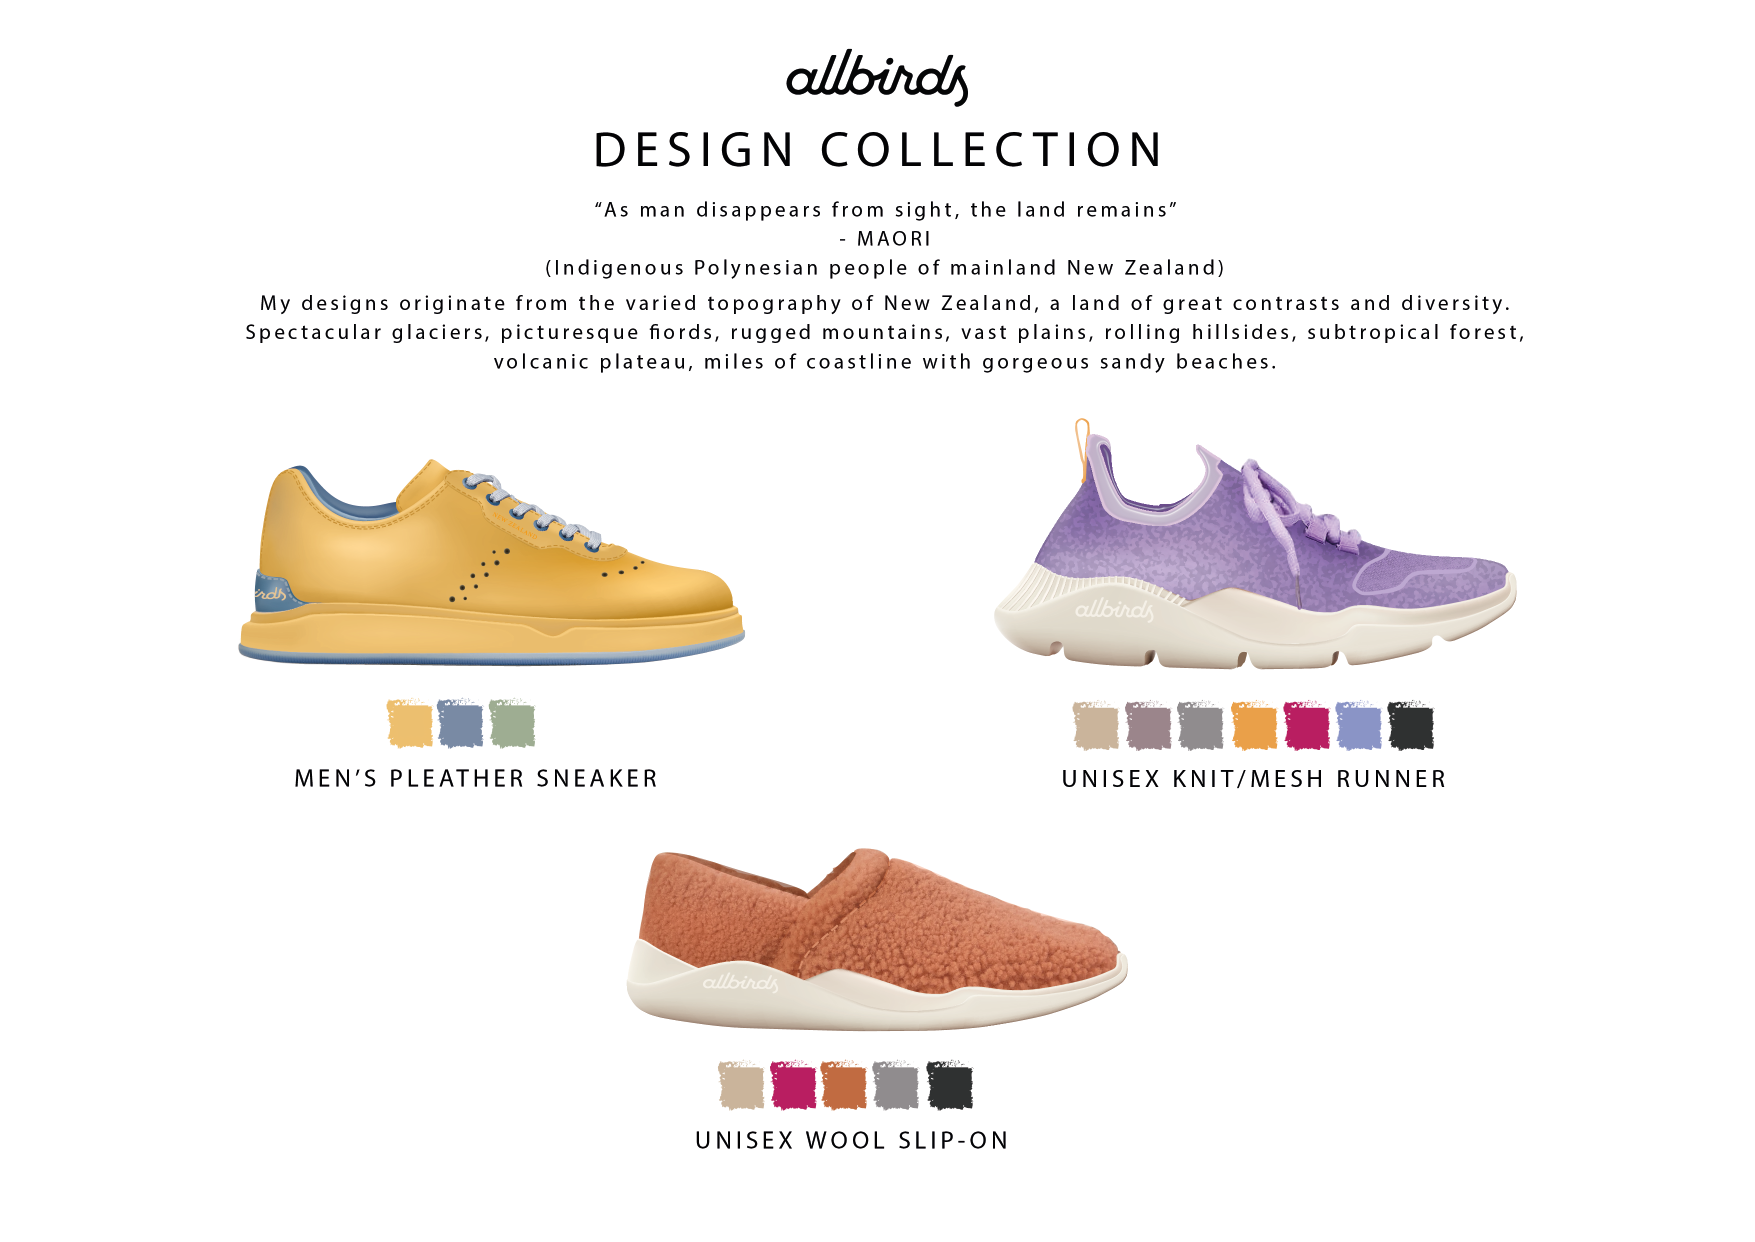 allbirds
DESIGN COLLECTION
“As man disappears from sight, the land remains”
- MAORI
(Indigenous Polynesian people of mainland New Zealand)
My designs originate from the varied topography of New Zealand, a land of great contrasts and diversity.
Spectacular glaciers, picturesque fiords, rugged mountains, vast plains, rolling hillsides, subtropical forest,
volcanic plateau, miles of coastline with gorgeous sandy beaches.
irds
allbirds
MEN’S PLEATHER SNEAKER
UNISEX KNIT/MESH RUNNER
allbirds
UNISEX WOOL SLIP-ON